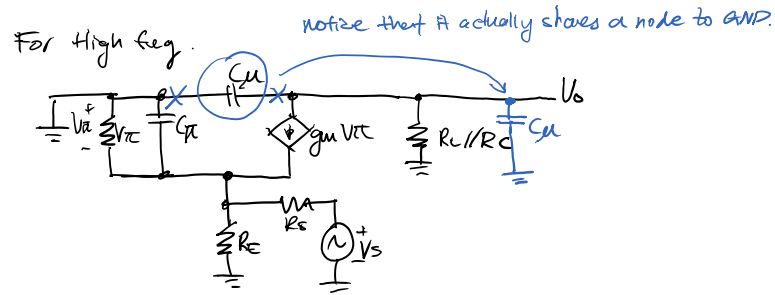 notice that it actually shares a node to GND.
For High freq.
Cμ
Vo
+
Vπ
-
rπ
Cπ
gm Vπ
RL//RC
Cμ
RS
RE
+
VS
-